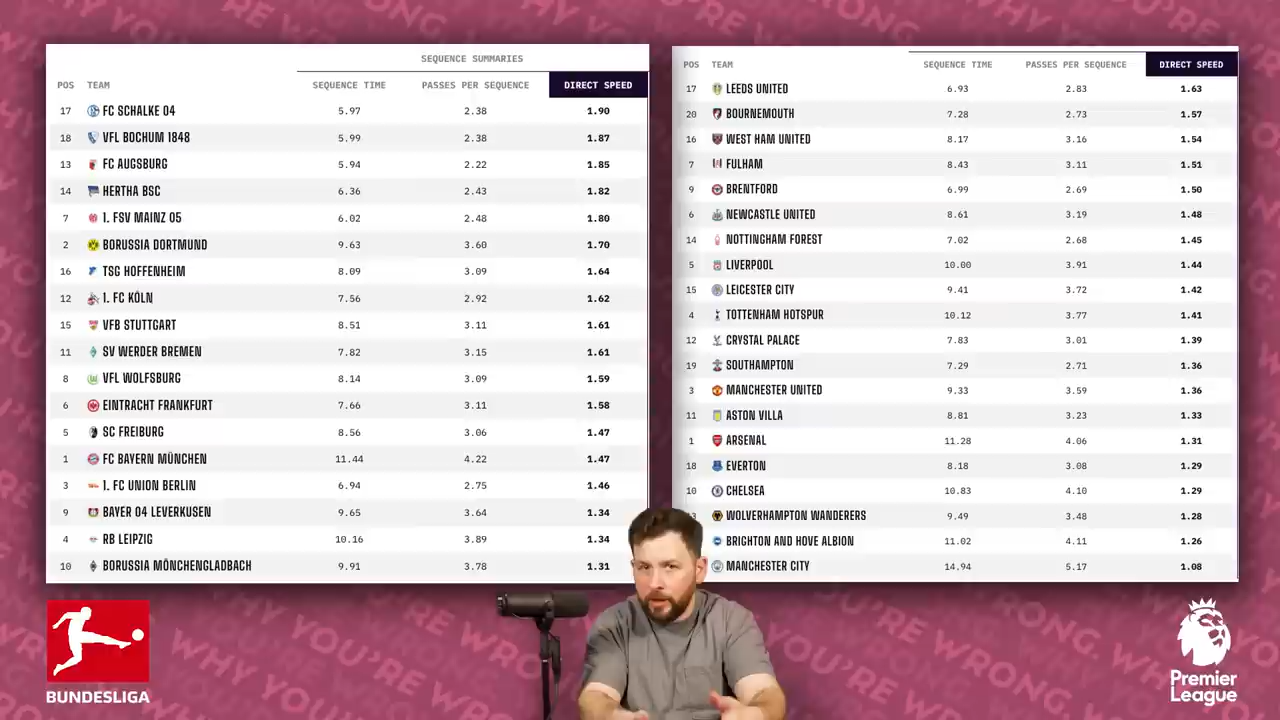 SEQUENCE SUMMARIES
POS TEAM SEQUENCE TIME PASSES PER SEQUENCE DIRECT SPEED
17 FC SCHALKE 04 5.97 2.38 1.90
18 VFL BOCHUM 1848 5.99 2.38 1.87
13 FC AUGSBURG 5.94 2.22 1.85
14 HERTHA BSC 6.36 2.43 1.82
7 1. FSV MAINZ 05 6.02 2.48 1.80
2 BORUSSIA DORTMUND 9.63 3.60 1.70
16 TSG HOFFENHEIM 8.09 3.09 1.64
12 1. FC KÖLN 7.56 2.92 1.62
15 VFB STUTTGART 8.51 3.11 1.61
11 SV WERDER BREMEN 7.82 3.15 1.61
8 VFL WOLFSBURG 8.14 3.09 1.59
6 EINTRACHT FRANKFURT 7.66 3.11 1.58
5 SC FREIBURG 8.56 3.06 1.47
1 FC BAYERN MÜNCHEN 11.44 4.22 1.47
3 1. FC UNION BERLIN 6.94 2.75 1.46
9 BAYER 04 LEVERKUSEN 9.65 3.64 1.34
4 RB LEIPZIG 10.16 3.89 1.34
10 BORUSSIA MÖNCHENGLADBACH 9.91 3.78 1.31
BUNDESLIGA
POS TEAM SEQUENCE TIME PASSES PER SEQUENCE DIRECT SPEED
17 LEEDS UNITED 6.93 2.83 1.63
20 BOURNEMOUTH 7.28 2.73 1.57
16 WEST HAM UNITED 8.17 3.16 1.54
7 FULHAM 8.43 3.11 1.51
9 BRENTFORD 6.99 2.69 1.50
6 NEWCASTLE UNITED 8.61 3.19 1.48
14 NOTTINGHAM FOREST 7.02 2.68 1.45
5 LIVERPOOL 10.00 3.91 1.44
15 LEICESTER CITY 9.41 3.72 1.42
4 TOTTENHAM HOTSPUR 10.12 3.77 1.41
12 CRYSTAL PALACE 7.83 3.01 1.39
19 SOUTHAMPTON 7.29 2.71 1.36
3 MANCHESTER UNITED 9.33 3.59 1.36
11 ASTON VILLA 8.81 3.23 1.33
1 ARSENAL 11.28 4.06 1.31
18 EVERTON 8.18 3.08 1.29
10 CHELSEA 10.83 4.10 1.29
WOLVERHAMPTON WANDERERS 9.49 3.48 1.28
BRIGHTON AND HOVE ALBION 11.02 4.11 1.26
MANCHESTER CITY 14.94 5.17 1.08
Premier
League
WHY YOU'RE WRONG.